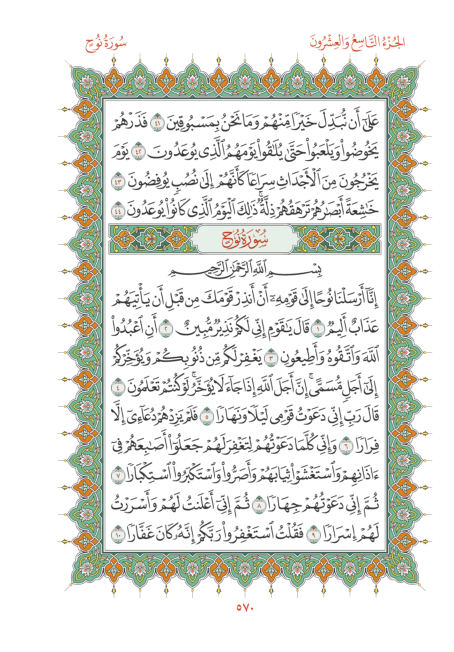 الجُزْءُ التَّاسِعُ وَالعِشْرُونَ
سُورَةُ نُوحٍ
عَلَىٰٓ أَن نُّبَدِّلَ خَيْرٗا مِّنْهُمْ وَمَا نَحْنُ بِمَسْبُوقِينَ ٤١ فَذَرْهُمْ
يَخُوضُواْ وَيَلْعَبُواْ حَتَّىٰ يُلَٰقُواْ يَوْمَهُمُ ٱلَّذِي يُوعَدُونَ ٤٢ يَوْمَ
يَخْرُجُونَ مِنَ ٱلْأَجْدَاثِ سِرَاعٗا كَأَنَّهُمْ إِلَىٰ نُصُبٖ يُوفِضُونَ ٤٣
خَٰشِعَةً أَبْصَٰرُهُمْ تَرْهَقُهُمْ ذِلَّةٞۚ ذَٰلِكَ ٱلْيَوْمُ ٱلَّذِي كَانُواْ يُوعَدُونَ ٤٤
سُورَةُ نُوحٍ
بِسْمِ ٱللَّهِ ٱلرَّحْمَٰنِ ٱلرَّحِيمِ
إِنَّآ أَرْسَلْنَا نُوحًا إِلَىٰ قَوْمِهِۦٓ أَنْ أَنذِرْ قَوْمَكَ مِن قَبْلِ أَن يَأْتِيَهُمْ
عَذَابٌ أَلِيمٞ ١ قَالَ يَٰقَوْمِ إِنِّي لَكُمْ نَذِيرٞ مُّبِينٌ ٢ أَنِ ٱعْبُدُواْ
ٱللَّهَ وَٱتَّقُوهُ وَأَطِيعُونِ ٣ يَغْفِرْ لَكُم مِّن ذُنُوبِكُمْ وَيُؤَخِّرْكُمْ
إِلَىٰٓ أَجَلٖ مُّسَمًّىۚ إِنَّ أَجَلَ ٱللَّهِ إِذَا جَآءَ لَا يُؤَخَّرُۚ لَوْ كُنتُمْ تَعْلَمُونَ ٤
قَالَ رَبِّ إِنِّي دَعَوْتُ قَوْمِي لَيْلٗا وَنَهَارٗا ٥ فَلَمْ يَزِدْهُمْ دُعَآءِيٓ إِلَّا
فِرَارٗا ٦ وَإِنِّي كُلَّمَا دَعَوْتُهُمْ لِتَغْفِرَ لَهُمْ جَعَلُوٓاْ أَصَٰبِعَهُمْ فِيٓ
ءَاذَانِهِمْ وَٱسْتَغْشَوْاْ ثِيَابَهُمْ وَأَصَرُّواْ وَٱسْتَكْبَرُواْ ٱسْتِكْبَارٗا ٧
ثُمَّ إِنِّي دَعَوْتُهُمْ جِهَارٗا ٨ ثُمَّ إِنِّيٓ أَعْلَنتُ لَهُمْ وَأَسْرَرْتُ
لَهُمْ إِسْرَارٗا ٩ فَقُلْتُ ٱسْتَغْفِرُواْ رَبَّكُمْ إِنَّهُۥ كَانَ غَفَّارٗا ١٠
٥٧٠